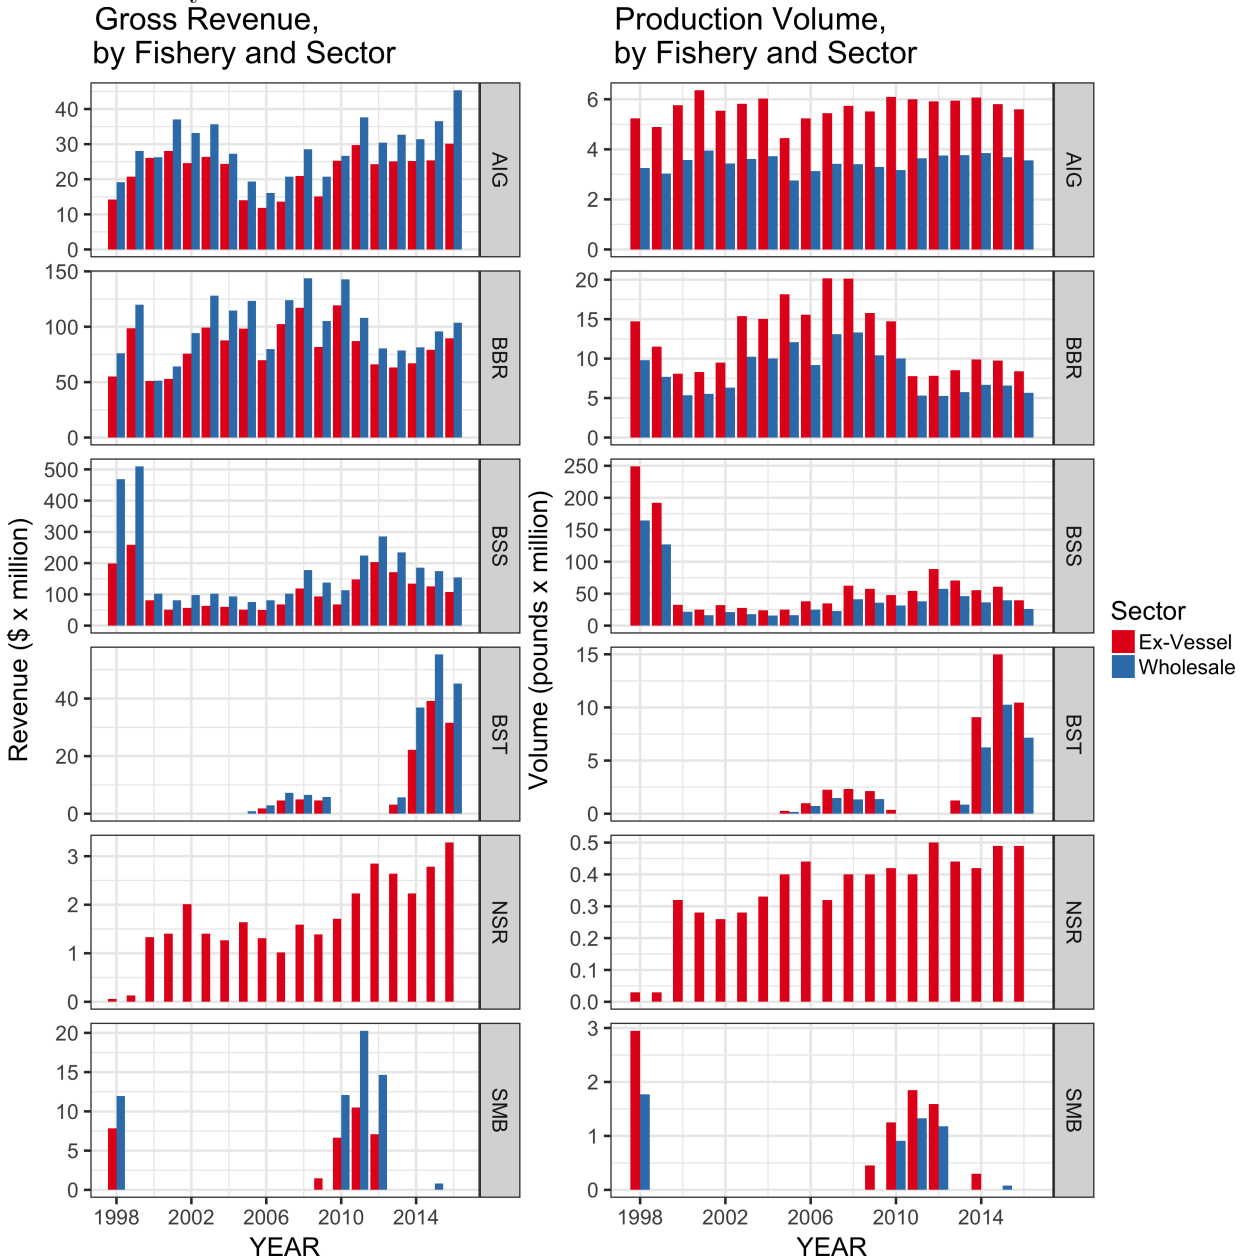 Gross Revenue,
by Fishery and Sector
Revenue ($ x million)
0
10
20
30
40
AIG
0
50
100
150
BBR
0
100
200
300
400
500
BSS
0
20
40
BST
0
1
2
3
NSR
0
5
10
15
20
SMB
1998
2002
2006
2010
2014
YEAR
Production Volume,
by Fishery and Sector
Volume (pounds x million)
0
2
4
6
AIG
0
5
10
15
20
BBR
0
50
100
150
200
250
BSS
0
5
10
15
BST
0.0
0.1
0.2
0.3
0.4
0.5
NSR
0
1
2
3
SMB
1998
2002
2006
2010
2014
YEAR
Sector
Ex-Vessel
Wholesale